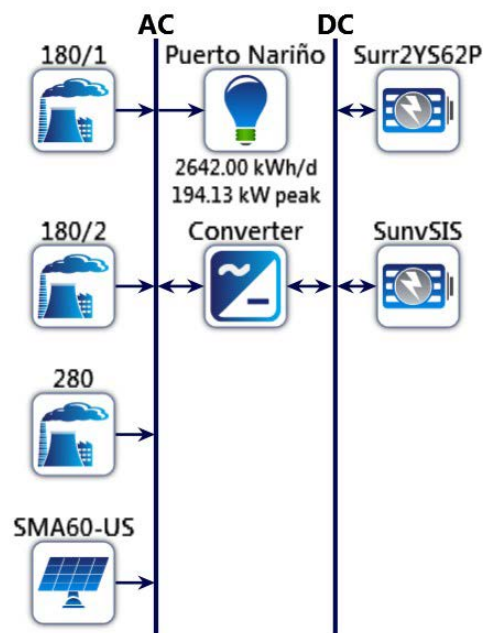 AC
DC
180/1
Puerto Nariño
Surr2YS62P
2642.00 kWh/d
194.13 kW peak
180/2
Converter
SunvSIS
280
SMA60-US